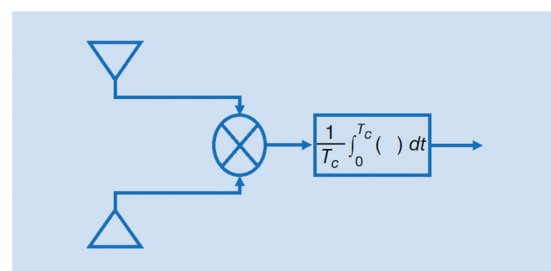 1/T_c ∫_0^{T_c} ( ) dt